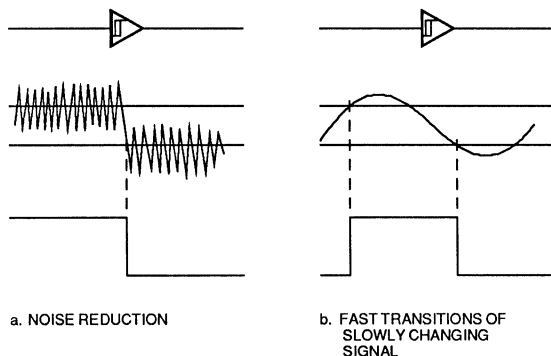 a. NOISE REDUCTION
b. FAST TRANSITIONS OF
SLOWLY CHANGING
SIGNAL